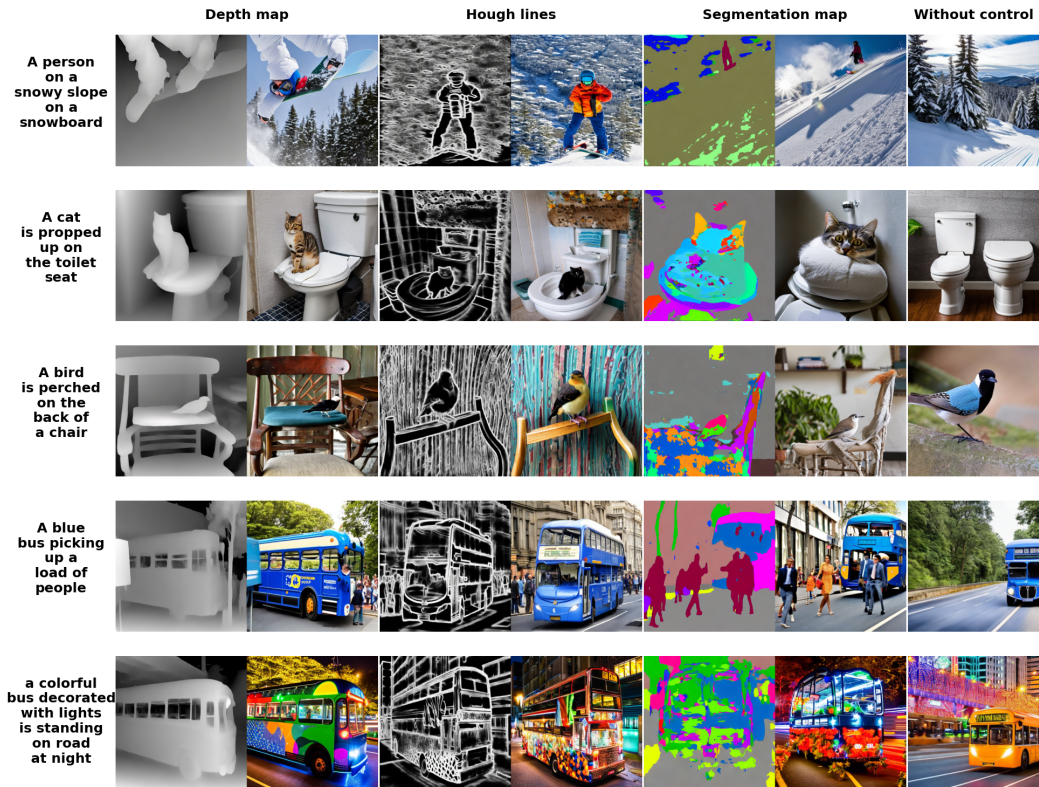 Depth map
Hough lines
Segmentation map
Without control
A person
on a
snowy slope
on a
snowboard
A cat
is propped
up on
the toilet
seat
A bird
is perched
on the
back of
a chair
A blue
bus picking
up a
load of
people
a colorful
bus decorated
with lights
is standing
on road
at night